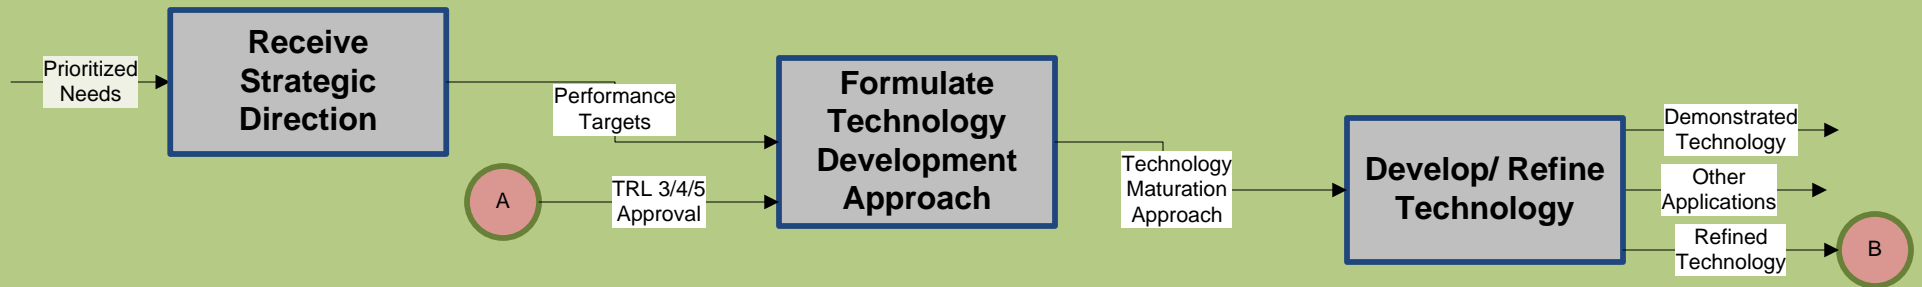 Prioritized
Needs
Receive
Strategic
Direction
Performance
Targets
A
TRL 3/4/5
Approval
Formulate
Technology
Development
Approach
Technology
Maturation
Approach
Develop/ Refine
Technology
Demonstrated
Technology
Other
Applications
Refined
Technology
B